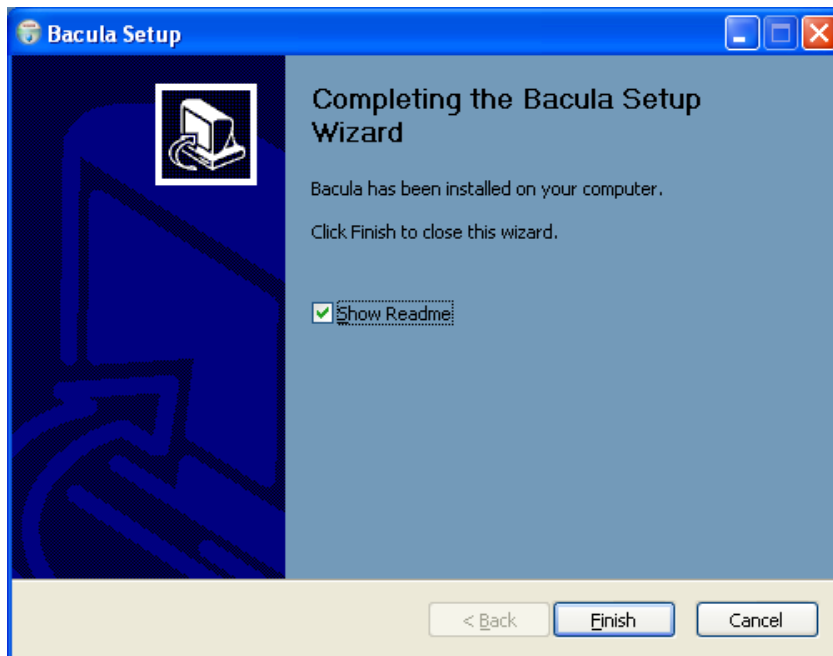 Bacula Setup
Completing the Bacula Setup
Wizard
Bacula has been installed on your computer.
Click Finish to close this wizard.
Show Readme
< Back
Finish
Cancel